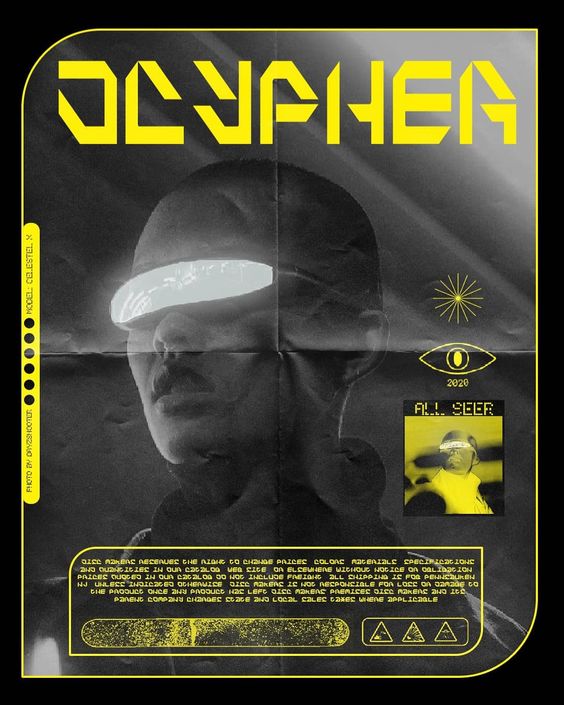 DCYPHER
MODEL: CELESTEL X
PHOTO BY DAYZSHOOTER
2020
ALL SEER
DISC MAKERS RESERVES THE RIGHT TO CHANGE PRICES COLORS MATERIALS SPECIFICATIONS
AND QUANTITIES IN OUR CATALOG WEB SITE OR ELSEWHERE WITHOUT NOTICE OR OBLIGATION
PRICES QUOTED IN OUR CATALOG DO NOT INCLUDE FREIGHT ALL SHIPPING IS FOB PENNSAUKEN
NJ UNLESS INDICATED OTHERWISE DISC MAKERS IS NOT RESPONSIBLE FOR LOSS OR DAMAGE TO
THE PRODUCT ONCE ANY PRODUCT HAS LEFT DISC MAKERS PREMISES DISC MAKERS AND ITS
PARENT COMPANY CHARGES STATE AND LOCAL SALES TAXES WHERE APPLICABLE